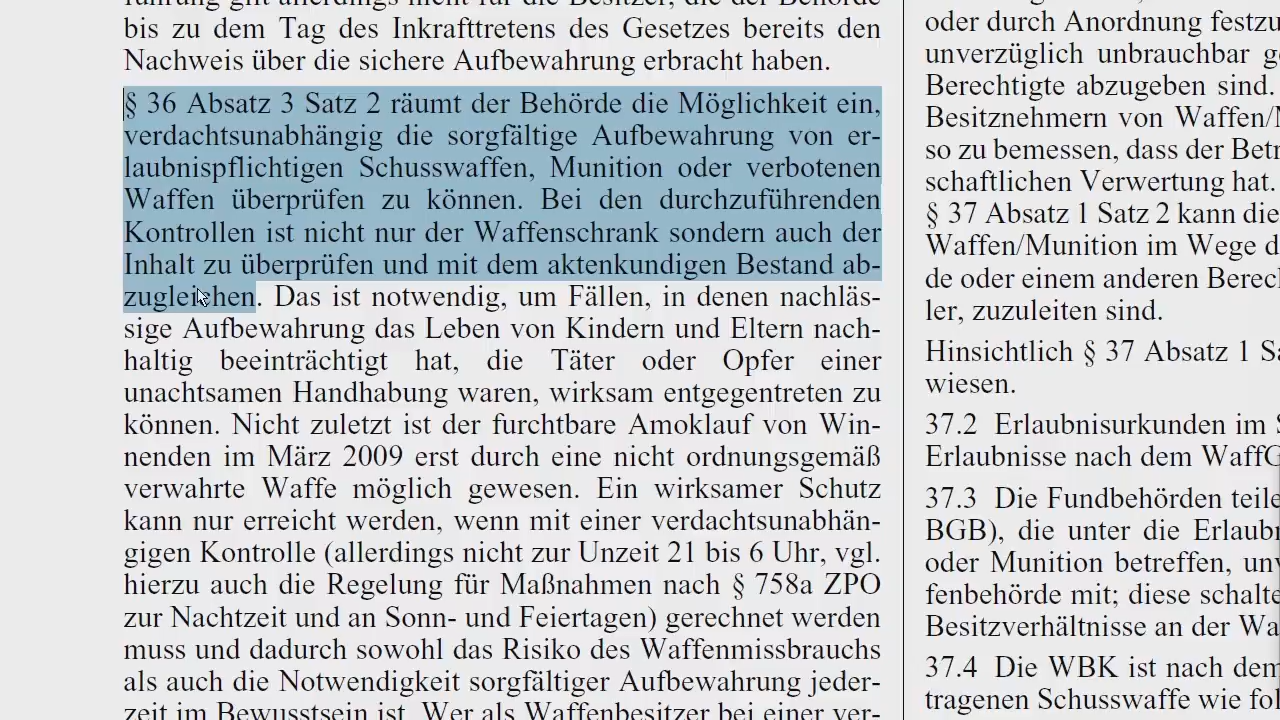 bis zu dem Tag des Inkrafttretens des Gesetzes bereits den
Nachweis über die sichere Aufbewahrung erbracht haben.
§ 36 Absatz 3 Satz 2 räumt der Behörde die Möglichkeit ein,
verdachtsunabhängig die sorgfältige Aufbewahrung von er-
laubnispflichtigen Schusswaffen, Munition oder verbotenen
Waffen überprüfen zu können. Bei den durchzuführenden
Kontrollen ist nicht nur der Waffenschrank sondern auch der
Inhalt zu überprüfen und mit dem aktenkundigen Bestand ab-
zugleichen. Das ist notwendig, um Fällen, in denen nachläs-
sige Aufbewahrung das Leben von Kindern und Eltern nach-
haltig beeinträchtigt hat, die Täter oder Opfer einer
unachtsamen Handhabung waren, wirksam entgegentreten zu
können. Nicht zuletzt ist der furchtbare Amoklauf von Win-
nenden im März 2009 erst durch eine nicht ordnungsgemäß
verwahrte Waffe möglich gewesen. Ein wirksamer Schutz
kann nur erreicht werden, wenn mit einer verdachtsunabhän-
gigen Kontrolle (allerdings nicht zur Unzeit 21 bis 6 Uhr, vgl.
hierzu auch die Regelung für Maßnahmen nach § 758a ZPO
zur Nachtzeit und an Sonn- und Feiertagen) gerechnet werden
muss und dadurch sowohl das Risiko des Waffenmissbrauchs
als auch die Notwendigkeit sorgfältiger Aufbewahrung jeder-
zeit im Bewusstsein ist. Wer als Waffenbesitzer bei einer ver-
oder durch Anordnung festzu
unverzüglich unbrauchbar
Berechtigte abzugeben sind.
Besitznehmern von Waffen/
so zu bemessen, dass der Betr
schaftlichen Verwertung hat.
§ 37 Absatz 1 Satz 2 kann die
Waffen/Munition im Wege d
de oder einem anderen Berec
ler, zuzuleiten sind.
Hinsichtlich § 37 Absatz 1 Sa
wiesen.
37.2 Erlaubnisurkunden im
Erlaubnisse nach dem WaffG
37.3 Die Fundbehörden teile
BGB), die unter die Erlaub
oder Munition betreffen, unv
fenbehörde mit; diese schalte
Besitzverhältnisse an der Wa
37.4 Die WBK ist nach dem
tragenen Schusswaffe wie fol